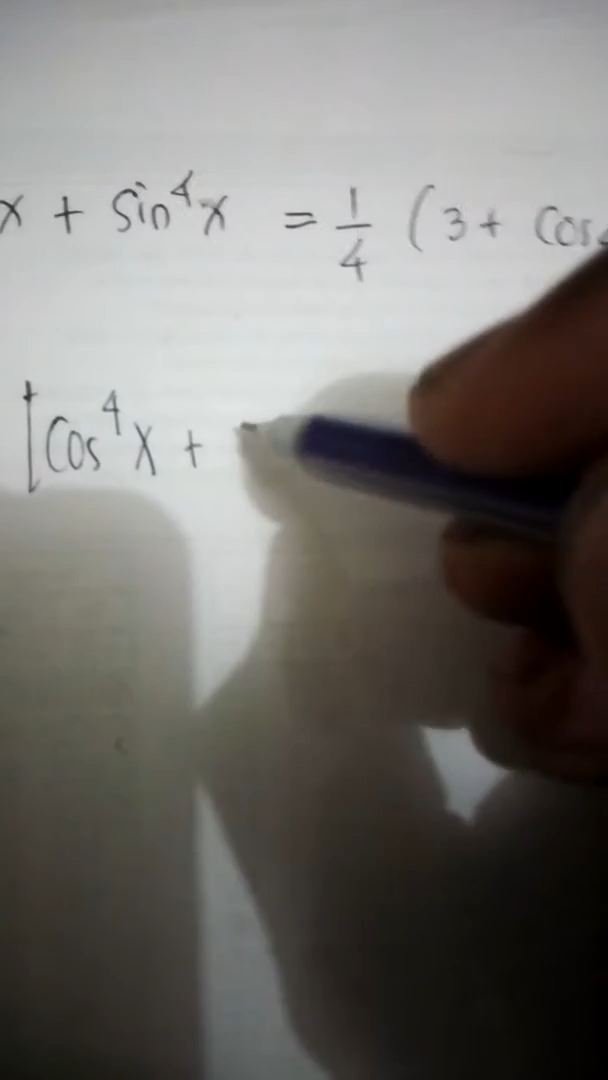 x + sin⁴x = 1/4 (3 + cos
[cos⁴x +